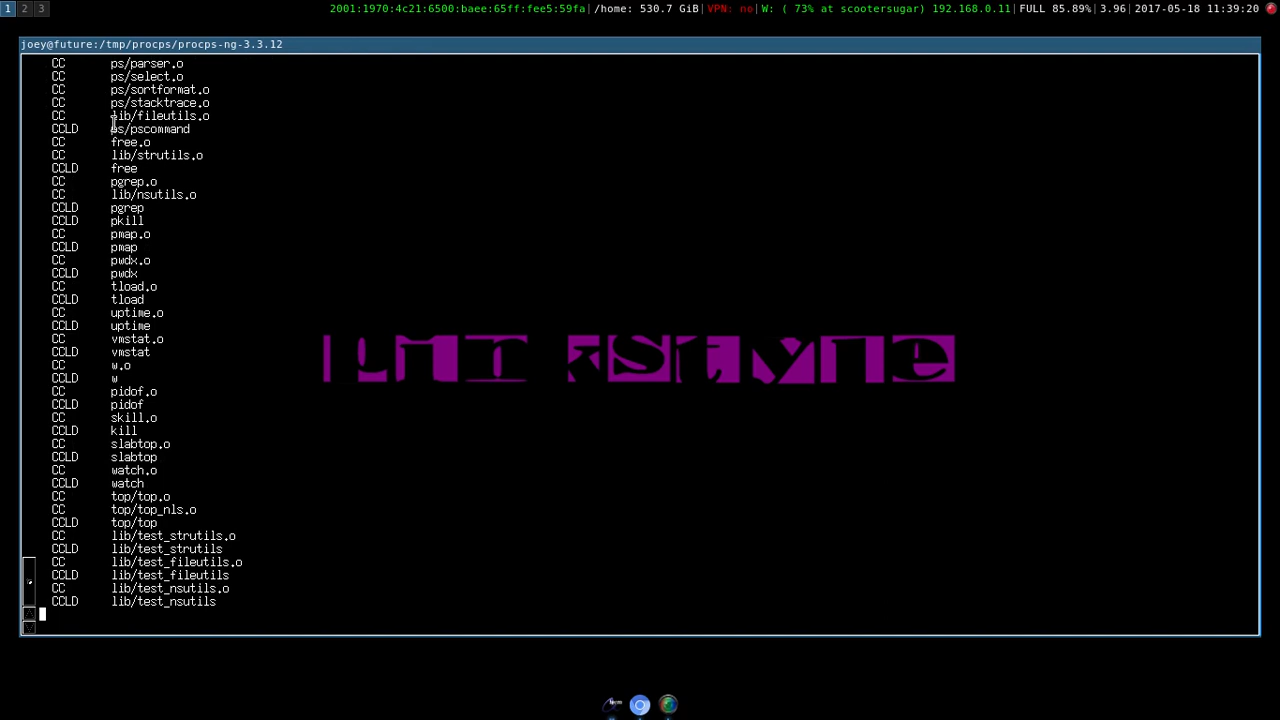 1 2 3
2001:1970:4c21:6500:baee:65ff:fee5:59fa|/home: 530.7 GiB|VPN: no|W: ( 73% at scootersugar) 192.168.0.11|FULL 85.89%|3.96|2017-05-18 11:39:20
joey@future:/tmp/procps/procps-ng-3.3.12
CC ps/parser.o
CC ps/select.o
CC ps/sortformat.o
CC ps/stacktrace.o
CC lib/fileutils.o
CCLD ps/pscommand
CC free.o
CC lib/strutils.o
CCLD free
CC pgrep.o
CC lib/nsutils.o
CCLD pgrep
CCLD pkill
CC pmap.o
CCLD pmap
CC pwdx.o
CCLD pwdx
CC tload.o
CCLD tload
CC uptime.o
CCLD uptime
CC vmstat.o
CCLD vmstat
CC w.o
CCLD w
CC pidof.o
CCLD pidof
CC skill.o
CCLD kill
CC slabtop.o
CCLD slabtop
CC watch.o
CCLD watch
CC top/top.o
CC top/top_nls.o
CCLD top/top
CC lib/test_strutils.o
CCLD lib/test_strutils
CC lib/test_fileutils.o
CCLD lib/test_fileutils
CC lib/test_nsutils.o
CCLD lib/test_nsutils